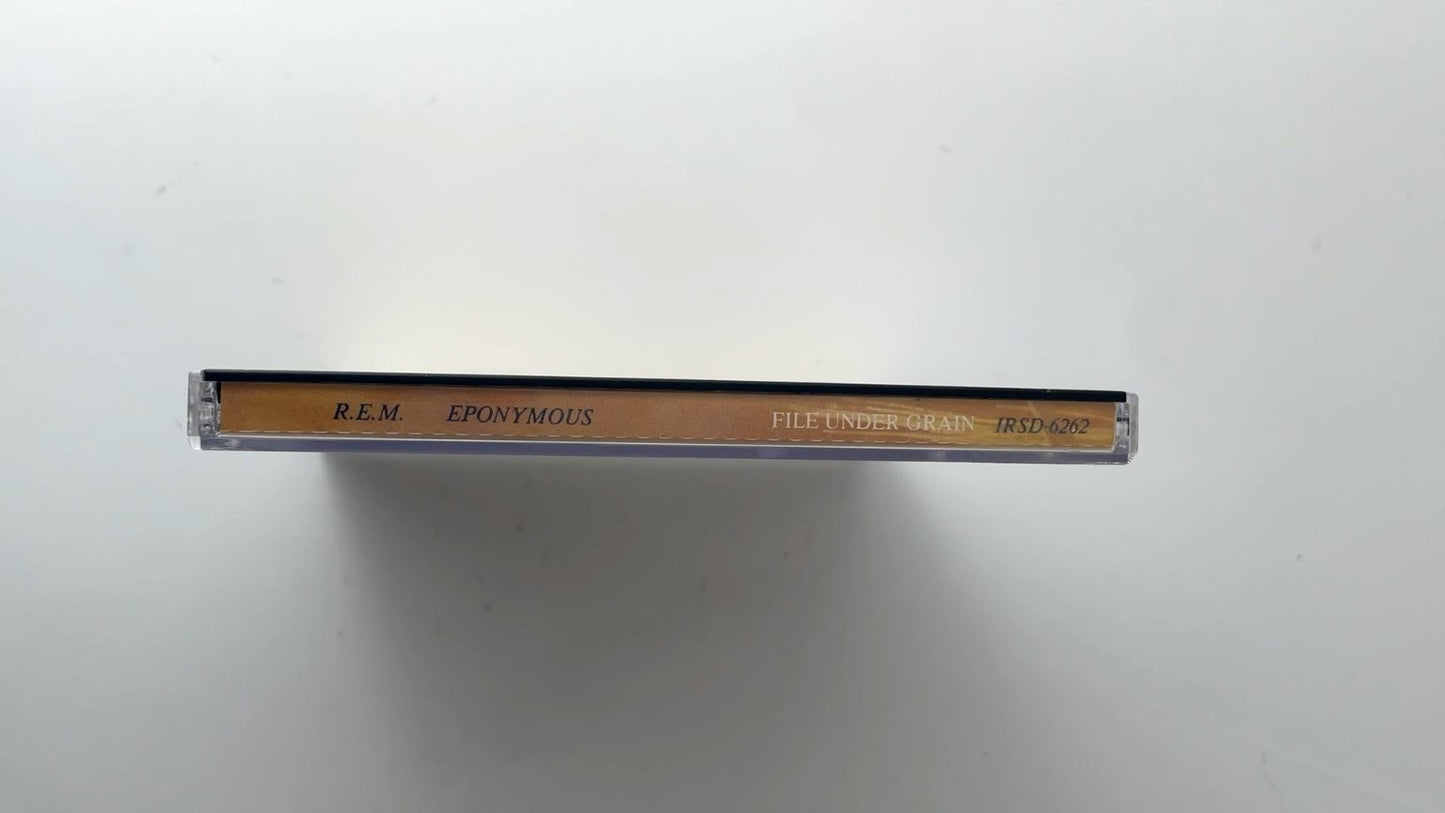 R.E.M. EPONYMOUS FILE UNDER GRAIN IRSD-6262